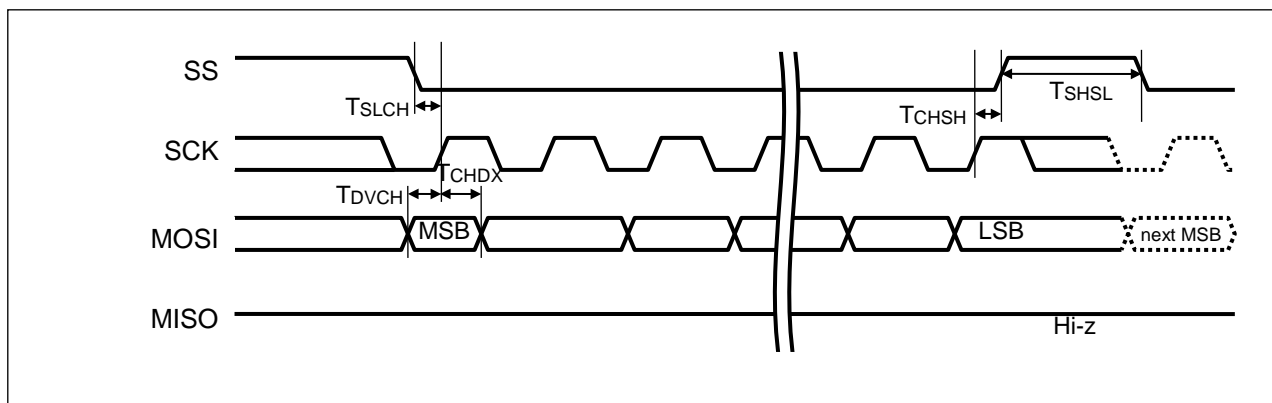 SS
TSLCH
TCHSH
TSHSL
SCK
TCHDX
TDVCH
MOSI
MSB
LSB
next MSB
MISO
Hi-z